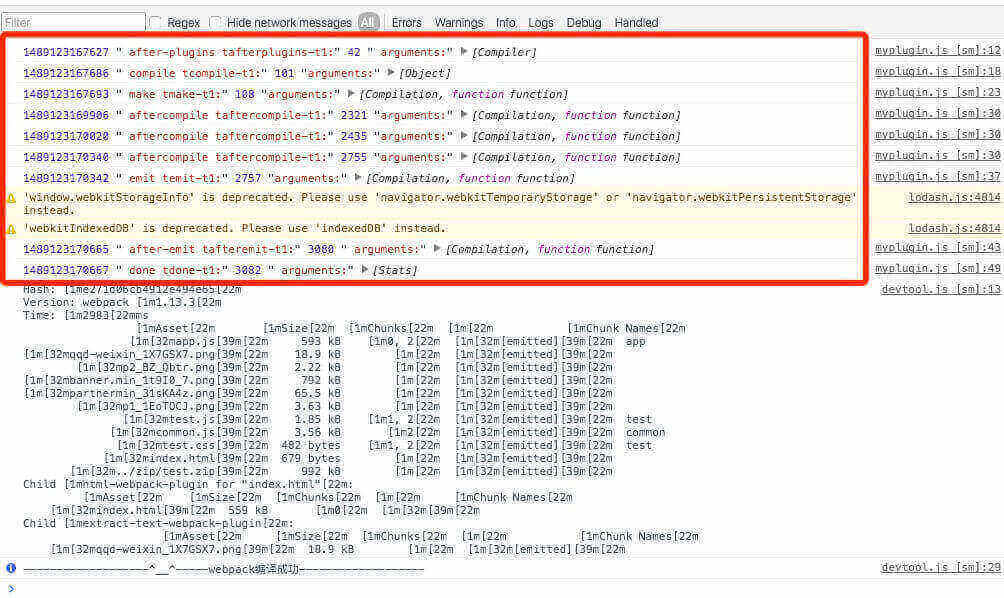 Filter Regex Hide network messages All Errors Warnings Info Logs Debug Handled
1489123167627 " after-plugins tafterplugins-t1:" 42 " arguments:" ▶ [Compiler] myplugin.js [sm]:12
1489123167686 " compile tcompile-t1:" 101 "arguments:" ▶ [Object] myplugin.js [sm]:18
1489123167693 " make tmake-t1:" 108 "arguments:" ▶ [Compilation, function function] myplugin.js [sm]:23
1489123169906 " aftercompile taftercompile-t1:" 2321 "arguments:" ▶ [Compilation, function function] myplugin.js [sm]:30
1489123170020 " aftercompile taftercompile-t1:" 2435 "arguments:" ▶ [Compilation, function function] myplugin.js [sm]:30
1489123170340 " aftercompile taftercompile-t1:" 2755 "arguments:" ▶ [Compilation, function function] myplugin.js [sm]:30
1489123170342 " emit temit-t1:" 2757 "arguments:" ▶ [Compilation, function function] myplugin.js [sm]:37
'window.webkitStorageInfo' is deprecated. Please use 'navigator.webkitTemporaryStorage' or 'navigator.webkitPersistentStorage' lodash.js:4814
instead.
'webkitIndexedDB' is deprecated. Please use 'indexedDB' instead. lodash.js:4814
1489123170665 " after-emit tafteremit-t1:" 3080 " arguments:" ▶ [Compilation, function function] myplugin.js [sm]:43
1489123170667 " done tdone-t1:" 3082 " arguments:" ▶ [Stats] myplugin.js [sm]:49
Hash: [1me271d06cb4912e494e65[22m devtool.js [sm]:13
Version: webpack [1m1.13.3[22m
Time: [1m2983[22mms
[1mAsset[22m [1mSize[22m [1mChunks[22m [1m[22m [1mChunk Names[22m
[1m[32mapp.js[39m[22m 593 kB [1m0, 2[22m [1m[32m[emitted][39m[22m app
[1m[32mqqd-weixin_1X7GSX7.png[39m[22m 18.9 kB [1m[22m [1m[32m[emitted][39m[22m
[1m[32mp2_BZ_Qbtr.png[39m[22m 2.22 kB [1m[22m [1m[32m[emitted][39m[22m
[1m[32mbanner.min_1t9I0_7.png[39m[22m 792 kB [1m[22m [1m[32m[emitted][39m[22m
[1m[32mpartnermin_31sKA4z.png[39m[22m 65.5 kB [1m[22m [1m[32m[emitted][39m[22m
[1m[32mp1_1EoTOCJ.png[39m[22m 3.63 kB [1m[22m [1m[32m[emitted][39m[22m
[1m[32mtest.js[39m[22m 1.85 kB [1m1, 2[22m [1m[32m[emitted][39m[22m test
[1m[32mcommon.js[39m[22m 3.56 kB [1m2[22m [1m[32m[emitted][39m[22m common
[1m[32mtest.css[39m[22m 482 bytes [1m1, 2[22m [1m[32m[emitted][39m[22m test
[1m[32mindex.html[39m[22m 679 bytes [1m[22m [1m[32m[emitted][39m[22m
[1m[32m../zip/test.zip[39m[22m 992 kB [1m[22m [1m[32m[emitted][39m[22m
Child [1mhtml-webpack-plugin for "index.html"[22m:
[1mAsset[22m [1mSize[22m [1mChunks[22m [1m[22m [1mChunk Names[22m
[1m[32mindex.html[39m[22m 559 kB [1m0[22m [1m[32m[39m[22m
Child [1mextract-text-webpack-plugin[22m:
[1mAsset[22m [1mSize[22m [1mChunks[22m [1m[22m [1mChunk Names[22m
[1m[32mqqd-weixin_1X7GSX7.png[39m[22m 18.9 kB [1m[22m [1m[32m[emitted][39m[22m
———————————————————^__^—————webpack编译成功——————————————————— devtool.js [sm]:29